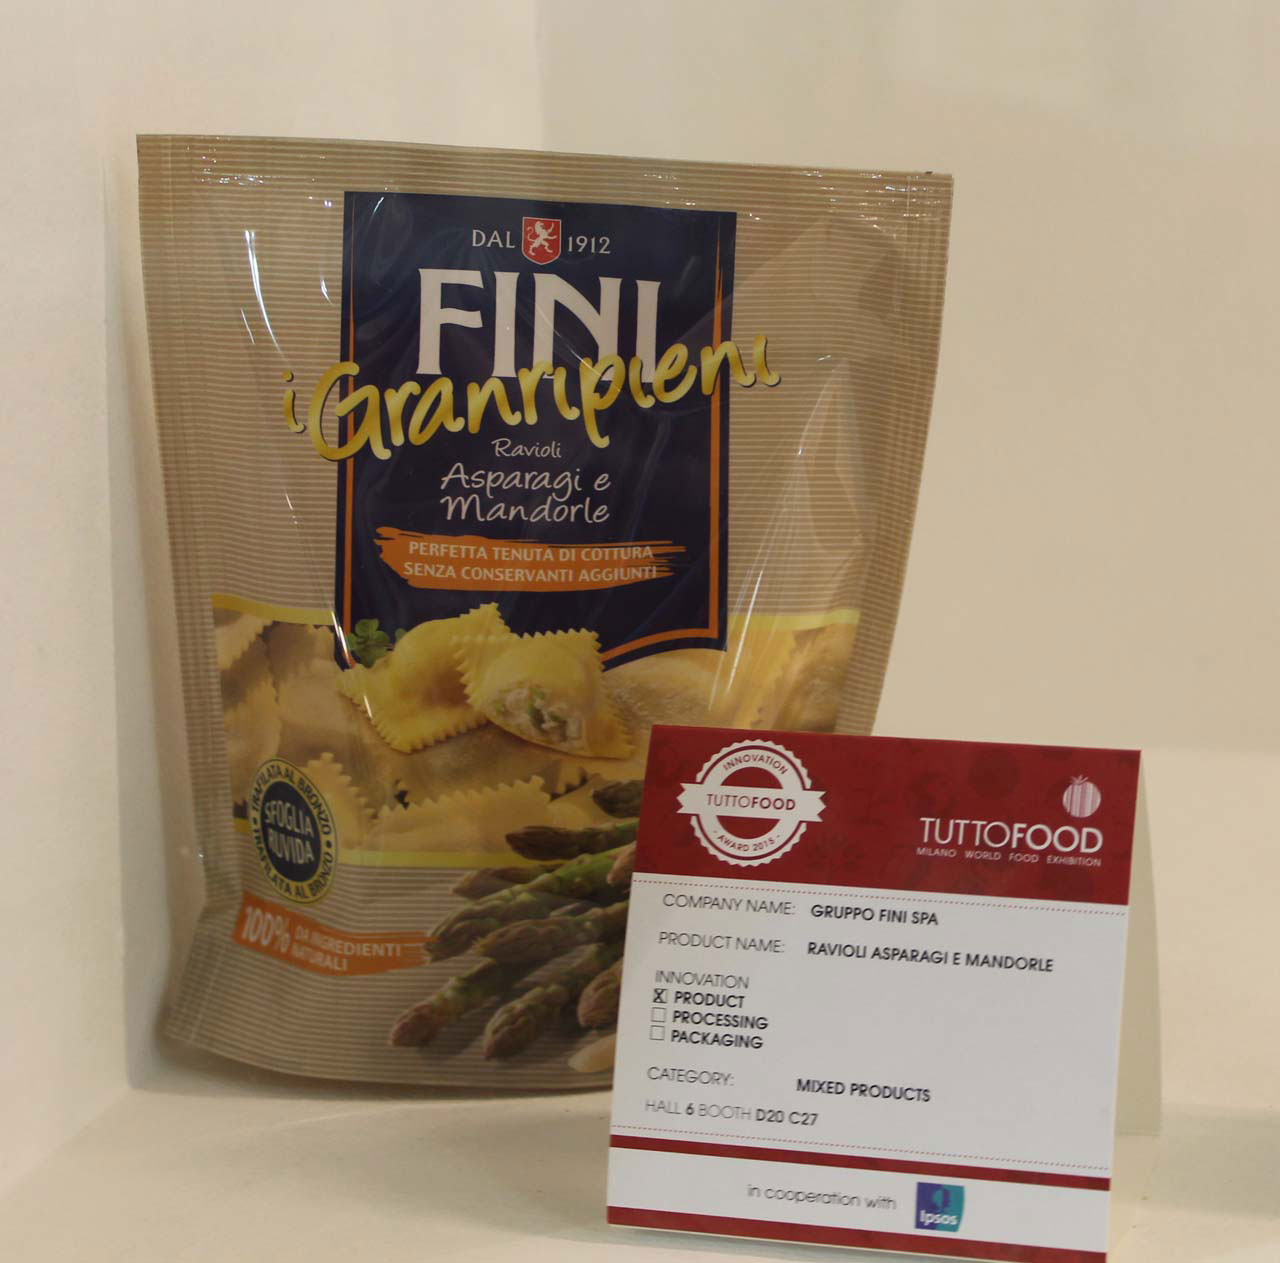 DAL 1912
FINI
i Granripieni
Ravioli
Asparagi e
Mandorle
PERFETTA TENUTA DI COTTURA
SENZA CONSERVANTI AGGIUNTI
TRAFILATA AL BRONZO
SFOGLIA
RUVIDA
TRAFILATA AL BRONZO
100% DA INGREDIENTI
NATURALI
INNOVATION
TUTTOFOOD
AWARD 2015
TUTTOFOOD
MILANO WORLD FOOD EXHIBITION
COMPANY NAME: GRUPPO FINI SPA
PRODUCT NAME: RAVIOLI ASPARAGI E MANDORLE
INNOVATION
X PRODUCT
PROCESSING
PACKAGING
CATEGORY: MIXED PRODUCTS
HALL 6 BOOTH D20 C27
in cooperation with Ipsos